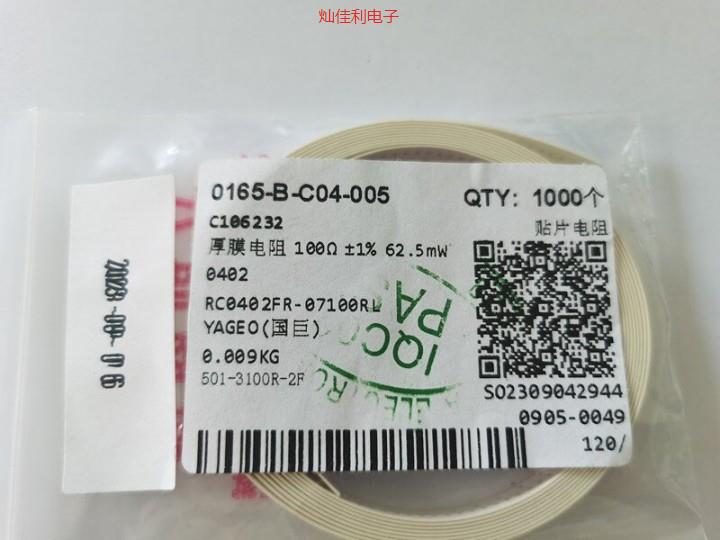 灿佳利电子
0165-B-C04-005
QTY: 1000个
C106232
贴片电阻
厚膜电阻 100Ω ±1% 62.5mW
0402
RC0402FR-07100RL
YAGEO(国巨)
0.009KG
501-3100R-2F
IQC
PA
SO2309042944
0905-0049
120/